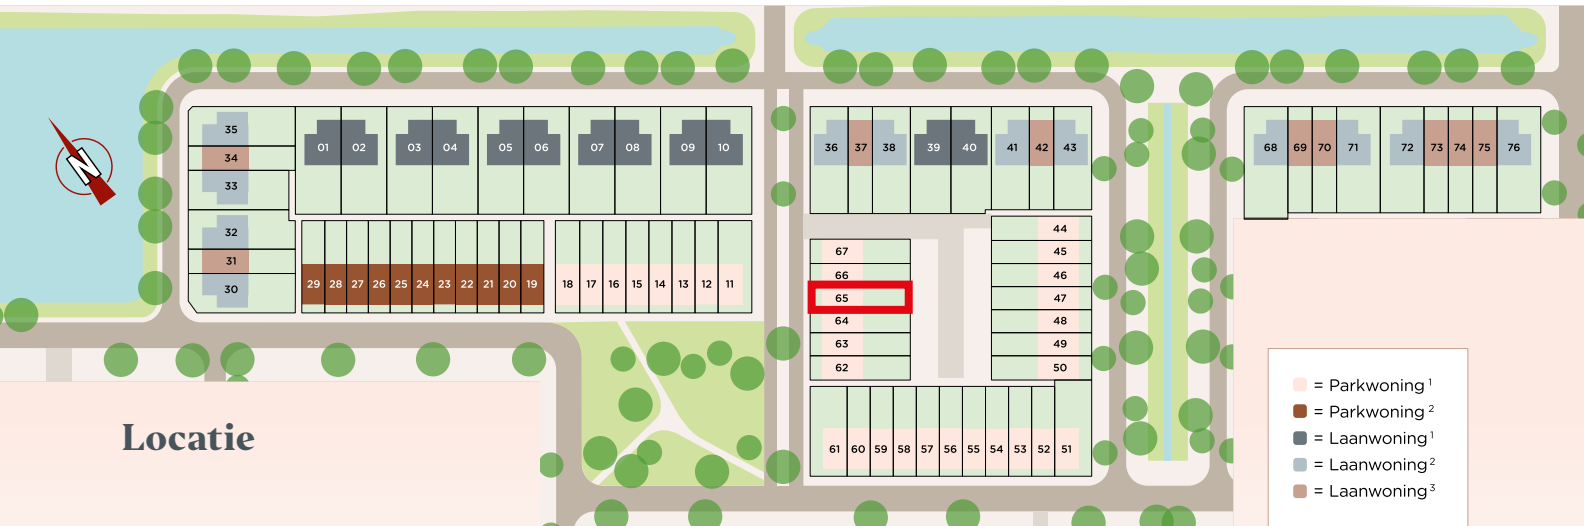 35
34
33
32
31
30
01 02 03 04 05 06 07 08 09 10
29 28 27 26 25 24 23 22 21 20 19
18 17 16 15 14 13 12 11
36 37 38 39 40 41 42 43
67
66
65
64
63
62
44
45
46
47
48
49
50
61 60 59 58 57 56 55 54 53 52 51
68 69 70 71 72 73 74 75 76
N
Locatie
= Parkwoning ¹
= Parkwoning ²
= Laanwoning ¹
= Laanwoning ²
= Laanwoning ³